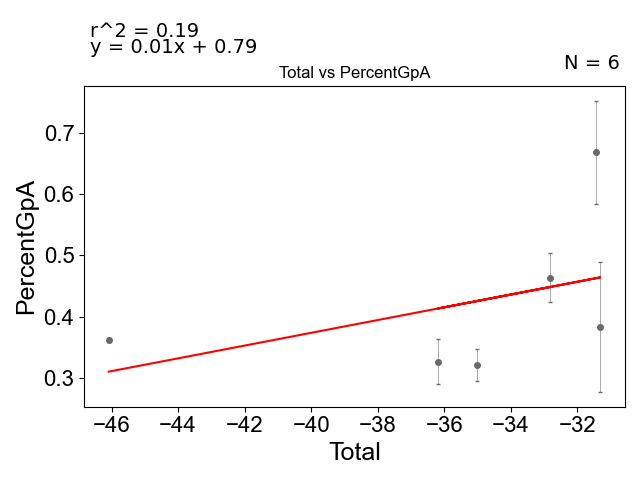 r^2 = 0.19
y = 0.01x + 0.79
N = 6
Total vs PercentGpA
PercentGpA
0.7
0.6
0.5
0.4
0.3
−46 −44 −42 −40 −38 −36 −34 −32
Total